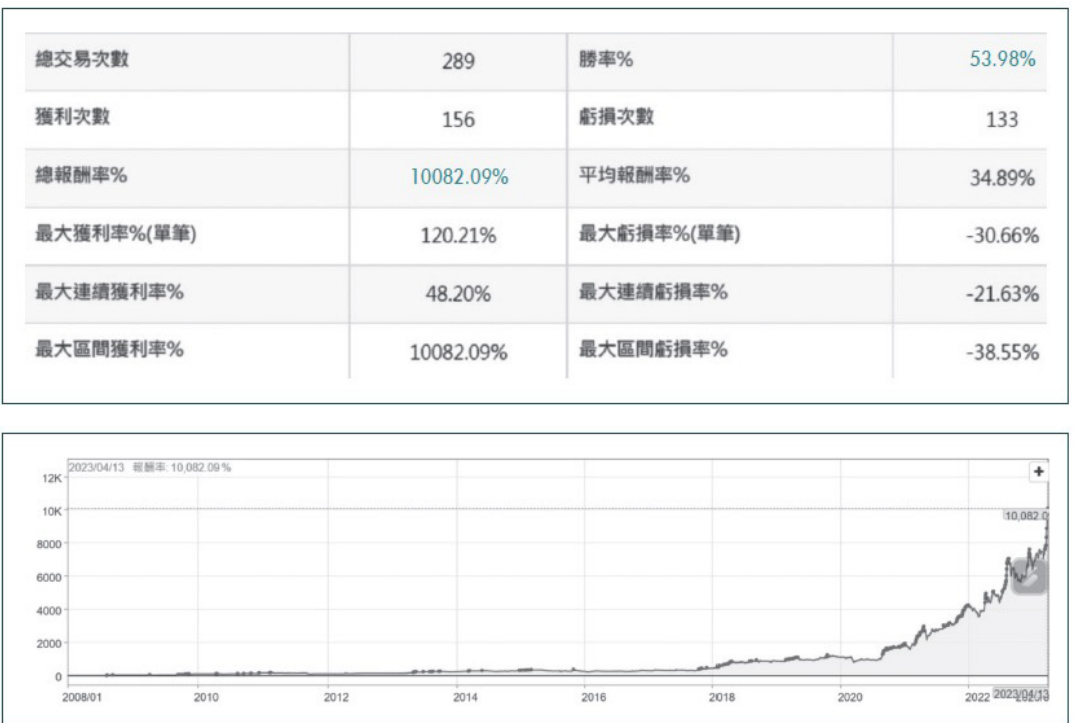 總交易次數 289 勝率% 53.98%
獲利次數 156 虧損次數 133
總報酬率% 10082.09% 平均報酬率% 34.89%
最大獲利率%(單筆) 120.21% 最大虧損率%(單筆) -30.66%
最大連續獲利率% 48.20% 最大連續虧損率% -21.63%
最大區間獲利率% 10082.09% 最大區間虧損率% -38.55%
2023/04/13 報酬率: 10,082.09%
12K
10K
10,082.0
8000
6000
4000
2000
0
2008/01 2010 2012 2014 2016 2018 2020 2022 2023/04/13